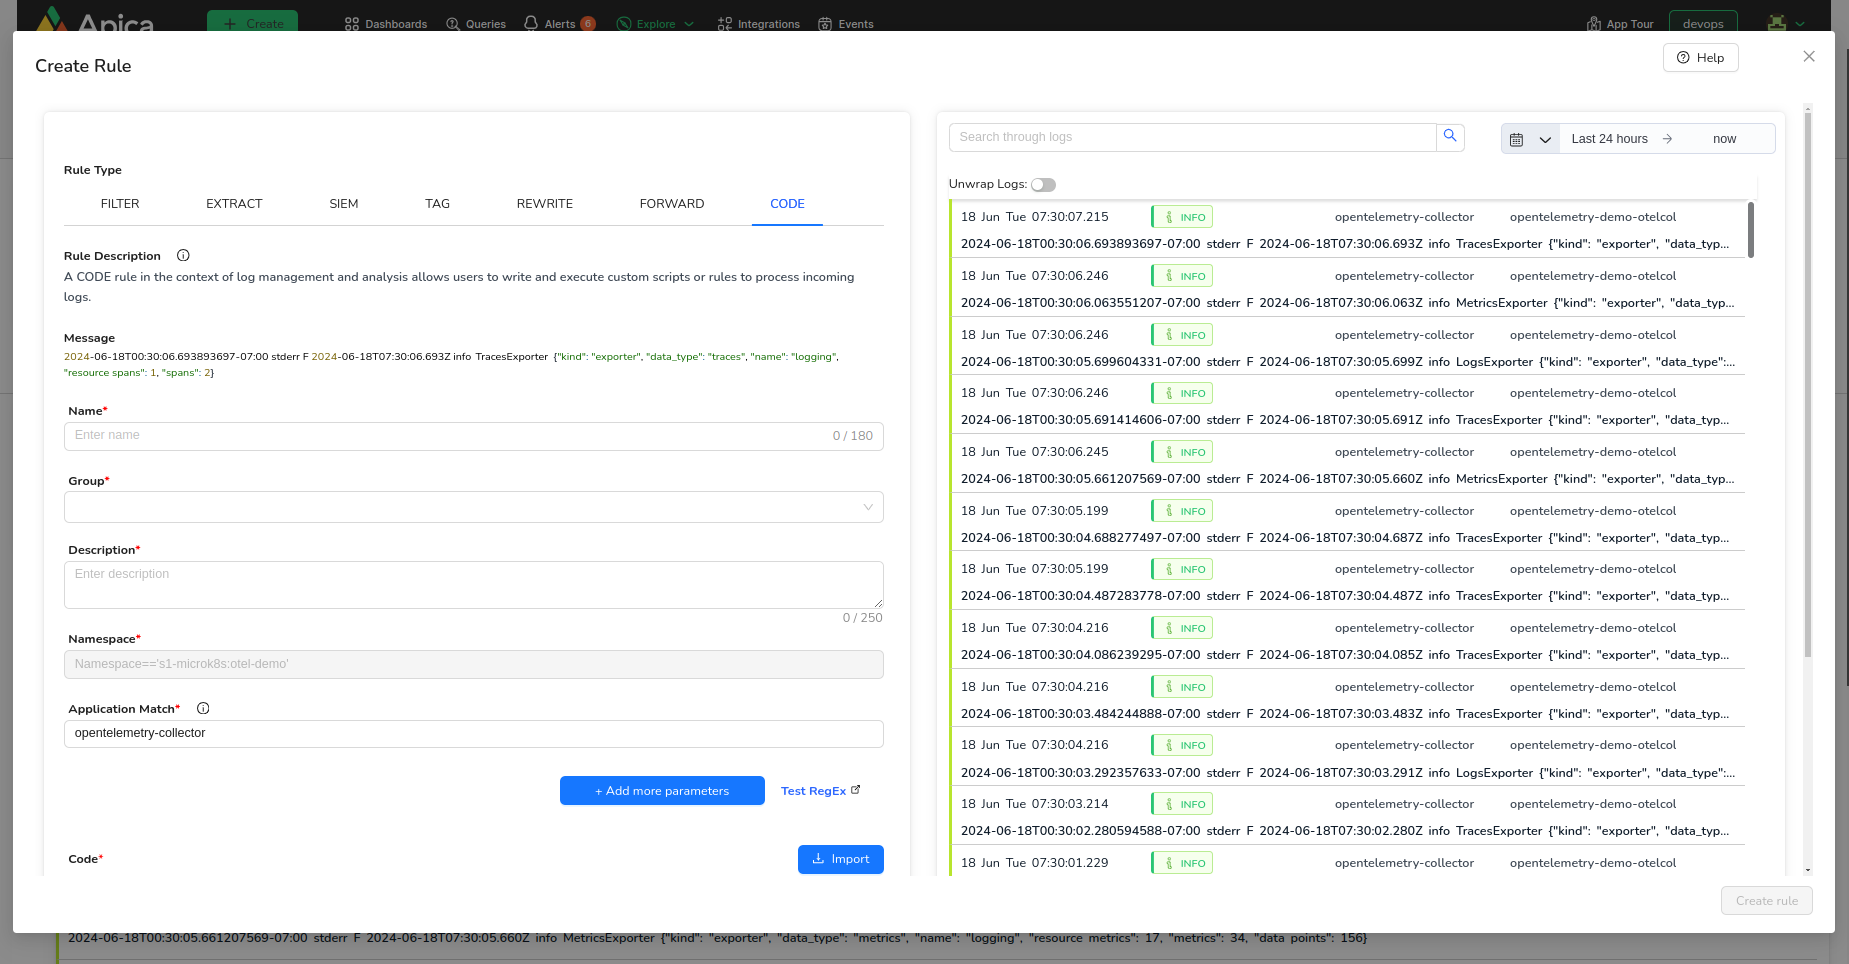 Apica
+ Create
Dashboards
Queries
Alerts 6
Explore
Integrations
Events
App Tour
devops
Create Rule
Help
Rule Type
FILTER EXTRACT SIEM TAG REWRITE FORWARD CODE
Rule Description
A CODE rule in the context of log management and analysis allows users to write and execute custom scripts or rules to process incoming
logs.
Message
2024-06-18T00:30:06.693893697-07:00 stderr F 2024-06-18T07:30:06.693Z info TracesExporter {"kind": "exporter", "data_type": "traces", "name": "logging",
"resource spans": 1, "spans": 2}
Name*
Enter name 0 / 180
Group*
Description*
Enter description
0 / 250
Namespace*
Namespace=='s1-microk8s:otel-demo'
Application Match*
opentelemetry-collector
+ Add more parameters Test RegEx
Code* Import
Search through logs
Last 24 hours → now
Unwrap Logs:
18 Jun Tue 07:30:07.215 INFO opentelemetry-collector opentelemetry-demo-otelcol
2024-06-18T00:30:06.693893697-07:00 stderr F 2024-06-18T07:30:06.693Z info TracesExporter {"kind": "exporter", "data_typ...
18 Jun Tue 07:30:06.246 INFO opentelemetry-collector opentelemetry-demo-otelcol
2024-06-18T00:30:06.063551207-07:00 stderr F 2024-06-18T07:30:06.063Z info MetricsExporter {"kind": "exporter", "data_typ...
18 Jun Tue 07:30:06.246 INFO opentelemetry-collector opentelemetry-demo-otelcol
2024-06-18T00:30:05.699604331-07:00 stderr F 2024-06-18T07:30:05.699Z info LogsExporter {"kind": "exporter", "data_type":...
18 Jun Tue 07:30:06.246 INFO opentelemetry-collector opentelemetry-demo-otelcol
2024-06-18T00:30:05.691414606-07:00 stderr F 2024-06-18T07:30:05.691Z info TracesExporter {"kind": "exporter", "data_typ...
18 Jun Tue 07:30:06.245 INFO opentelemetry-collector opentelemetry-demo-otelcol
2024-06-18T00:30:05.661207569-07:00 stderr F 2024-06-18T07:30:05.660Z info MetricsExporter {"kind": "exporter", "data_typ...
18 Jun Tue 07:30:05.199 INFO opentelemetry-collector opentelemetry-demo-otelcol
2024-06-18T00:30:04.688277497-07:00 stderr F 2024-06-18T07:30:04.687Z info TracesExporter {"kind": "exporter", "data_typ...
18 Jun Tue 07:30:05.199 INFO opentelemetry-collector opentelemetry-demo-otelcol
2024-06-18T00:30:04.487283778-07:00 stderr F 2024-06-18T07:30:04.487Z info TracesExporter {"kind": "exporter", "data_typ...
18 Jun Tue 07:30:04.216 INFO opentelemetry-collector opentelemetry-demo-otelcol
2024-06-18T00:30:04.086239295-07:00 stderr F 2024-06-18T07:30:04.085Z info TracesExporter {"kind": "exporter", "data_typ...
18 Jun Tue 07:30:04.216 INFO opentelemetry-collector opentelemetry-demo-otelcol
2024-06-18T00:30:03.484244888-07:00 stderr F 2024-06-18T07:30:03.483Z info TracesExporter {"kind": "exporter", "data_typ...
18 Jun Tue 07:30:04.216 INFO opentelemetry-collector opentelemetry-demo-otelcol
2024-06-18T00:30:03.292357633-07:00 stderr F 2024-06-18T07:30:03.291Z info LogsExporter {"kind": "exporter", "data_type":...
18 Jun Tue 07:30:03.214 INFO opentelemetry-collector opentelemetry-demo-otelcol
2024-06-18T00:30:02.280594588-07:00 stderr F 2024-06-18T07:30:02.280Z info TracesExporter {"kind": "exporter", "data_typ...
18 Jun Tue 07:30:01.229 INFO opentelemetry-collector opentelemetry-demo-otelcol
Create rule
2024-06-18T00:30:05.661207569-07:00 stderr F 2024-06-18T07:30:05.660Z info MetricsExporter {"kind": "exporter", "data_type": "metrics", "name": "logging", "resource metrics": 17, "metrics": 34, "data points": 156}